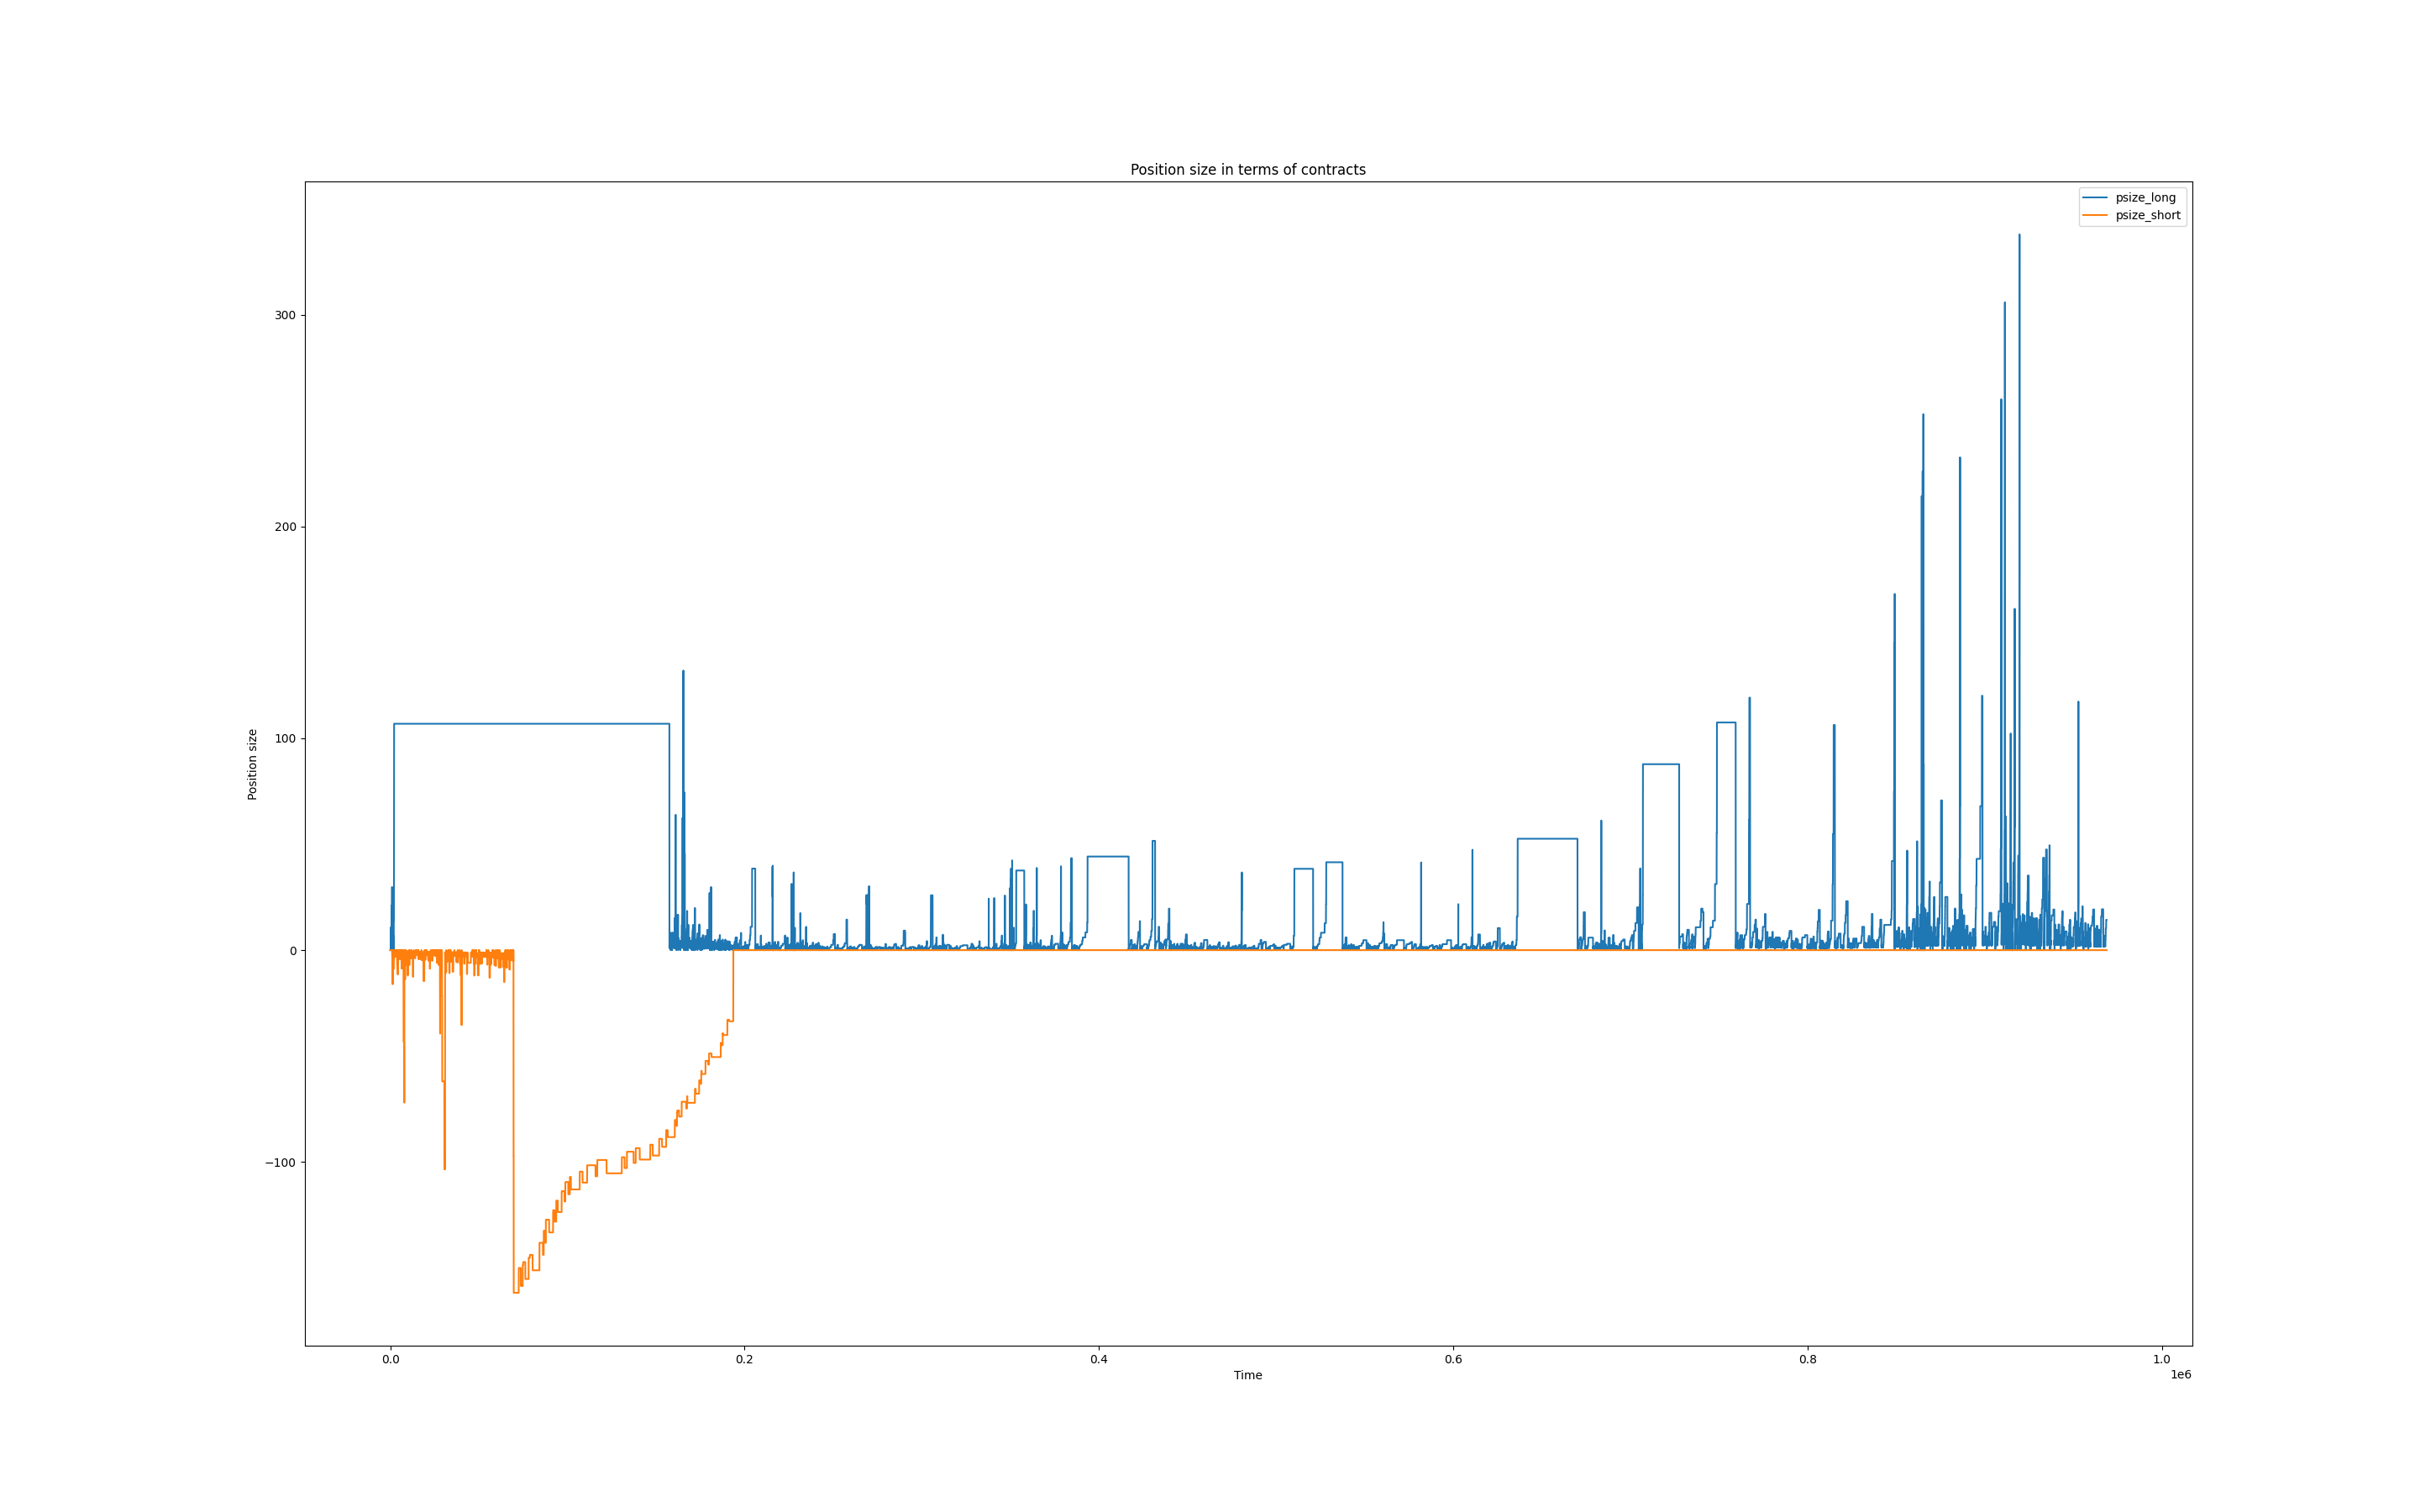 Position size in terms of contracts
psize_long
psize_short
300
200
100
0
−100
Position size
0.0
0.2
0.4
0.6
0.8
1.0
Time
1e6